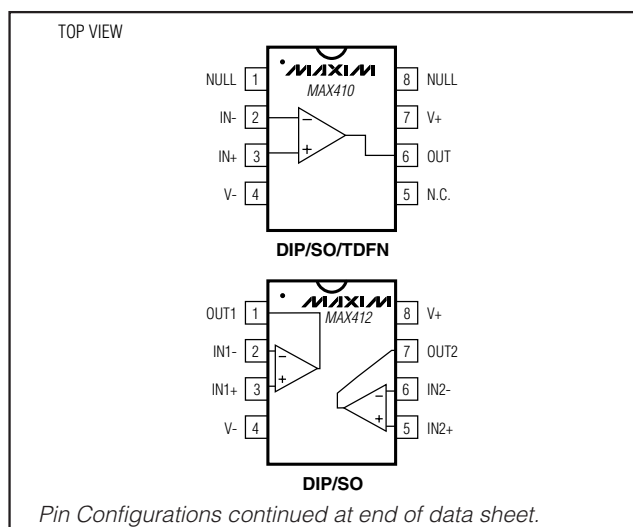 TOP VIEW
MAXIM
MAX410
NULL 1 8 NULL
IN- 2 7 V+
IN+ 3 6 OUT
V- 4 5 N.C.
- +
DIP/SO/TDFN
MAXIM
MAX412
OUT1 1 8 V+
IN1- 2 7 OUT2
IN1+ 3 6 IN2-
V- 4 5 IN2+
- + - +
DIP/SO
Pin Configurations continued at end of data sheet.